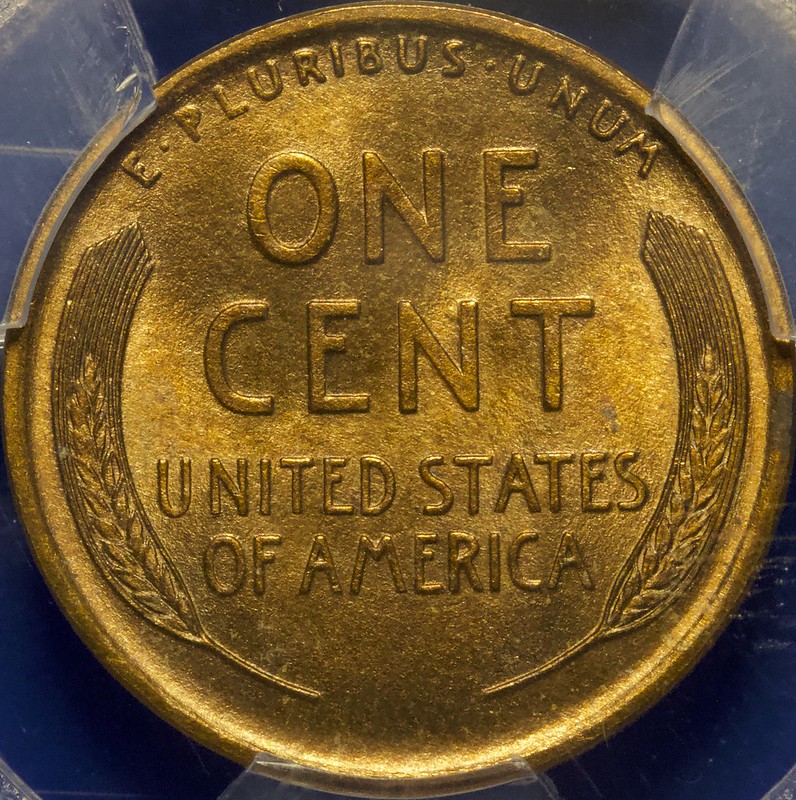 E·PLURIBUS·UNUM
ONE
CENT
UNITED STATES
OF AMERICA